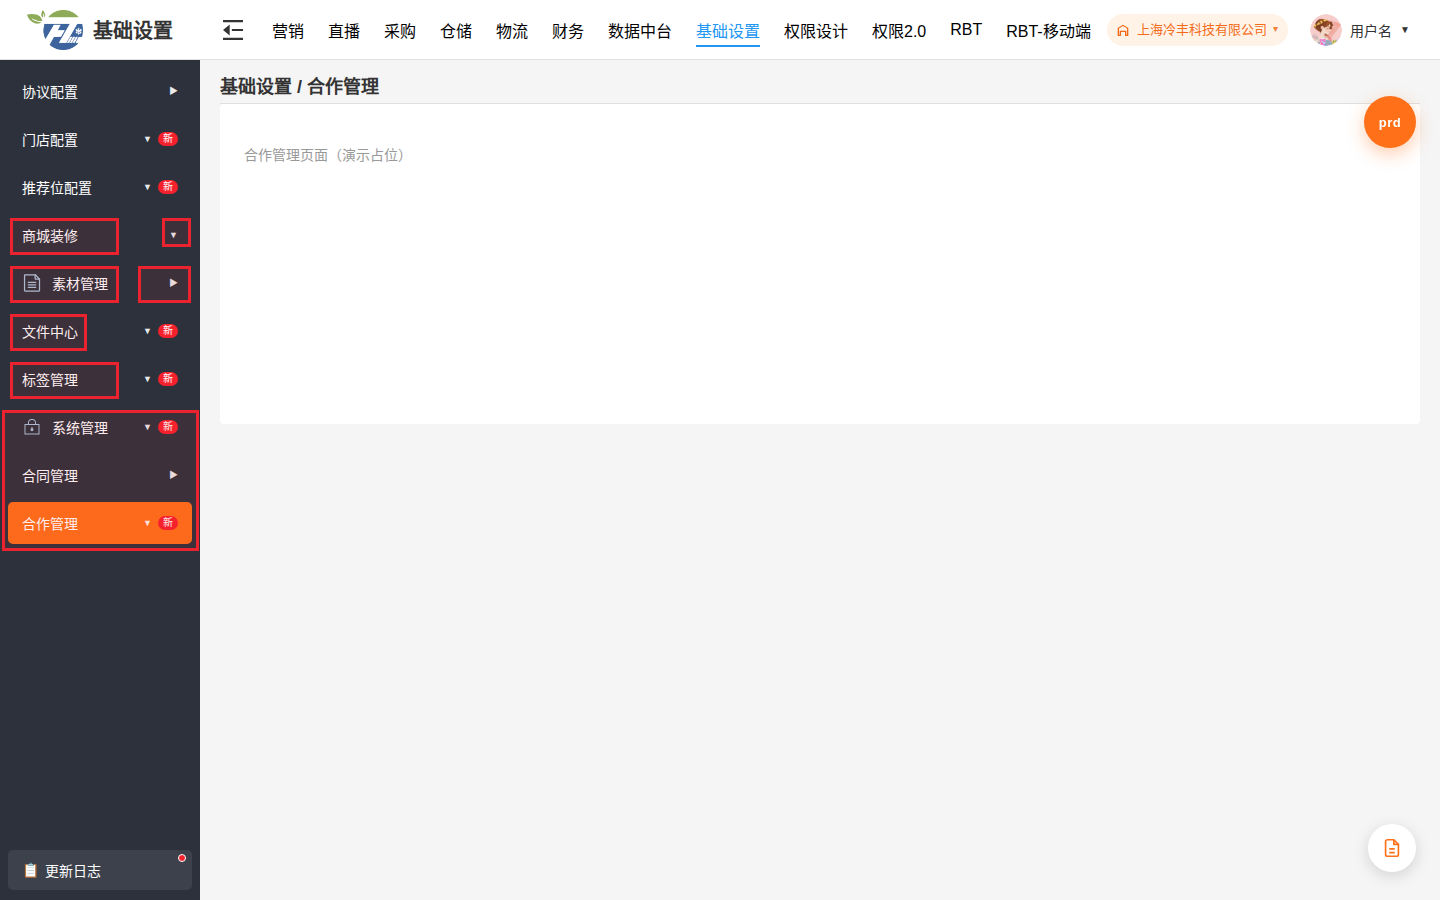 基础设置
营销 直播 采购 仓储 物流 财务 数据中台 基础设置 权限设计 权限2.0 RBT RBT-移动端 上海冷丰科技有限公司 ▼ 用户名 ▼
基础设置 / 合作管理
prd
合作管理页面（演示占位）
协议配置 ▶
门店配置 ▼ 新
推荐位配置 ▼ 新
商城装修 ▼
素材管理 ▶
文件中心 ▼ 新
标签管理 ▼ 新
系统管理 ▼ 新
合同管理 ▶
合作管理 ▼ 新
更新日志